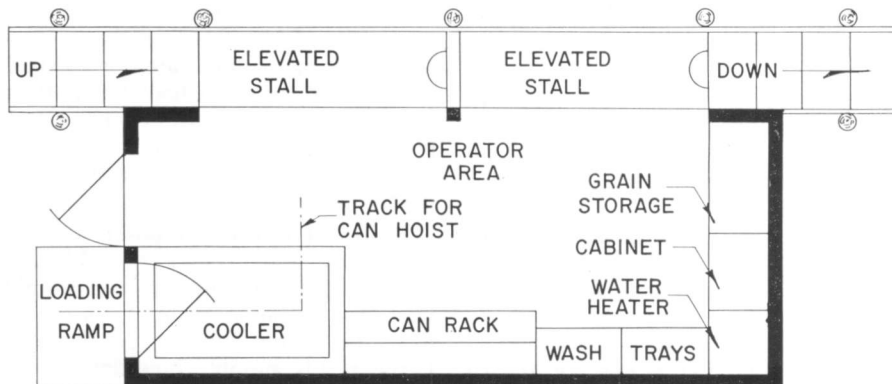 UP
ELEVATED
STALL
ELEVATED
STALL
DOWN
OPERATOR
AREA
GRAIN
STORAGE
TRACK FOR
CAN HOIST
CABINET
LOADING
RAMP
COOLER
WATER
HEATER
CAN RACK
WASH
TRAYS